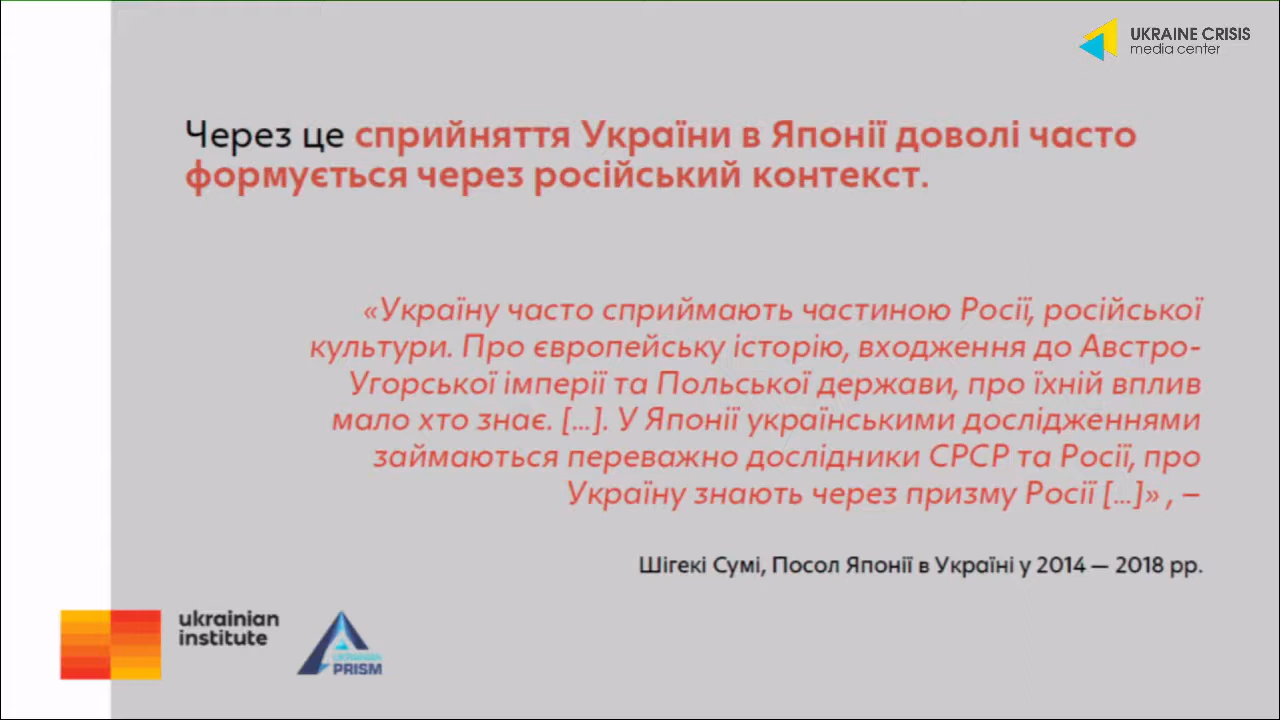 UKRAINE CRISIS
media center
Через це сприйняття України в Японії доволі часто
формується через російський контекст.
«Україну часто сприймають частиною Росії, російської
культури. Про європейську історію, входження до Австро-
Угорської імперії та Польської держави, про їхній вплив
мало хто знає. [...]. У Японії українськими дослідженнями
займаються переважно дослідники СРСР та Росії, про
Україну знають через призму Росії [...]» , –
Шігекі Сумі, Посол Японії в Україні у 2014 — 2018 рр.
ukrainian
institute
UKRAINIAN
PRISM